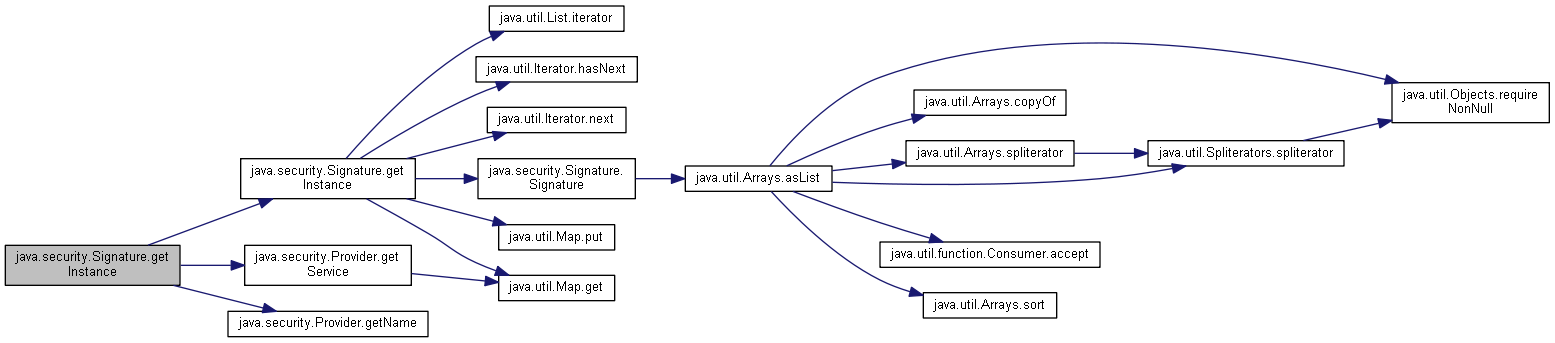 java.util.List.iterator
java.util.Iterator.hasNext
java.util.Objects.require
NonNull
java.util.Arrays.copyOf
java.util.Iterator.next
java.util.Arrays.spliterator
java.util.Spliterators.spliterator
java.security.Signature.get
Instance
java.security.Signature.
Signature
java.util.Arrays.asList
java.util.Map.put
java.util.function.Consumer.accept
java.security.Signature.get
Instance
java.security.Provider.get
Service
java.util.Map.get
java.util.Arrays.sort
java.security.Provider.getName